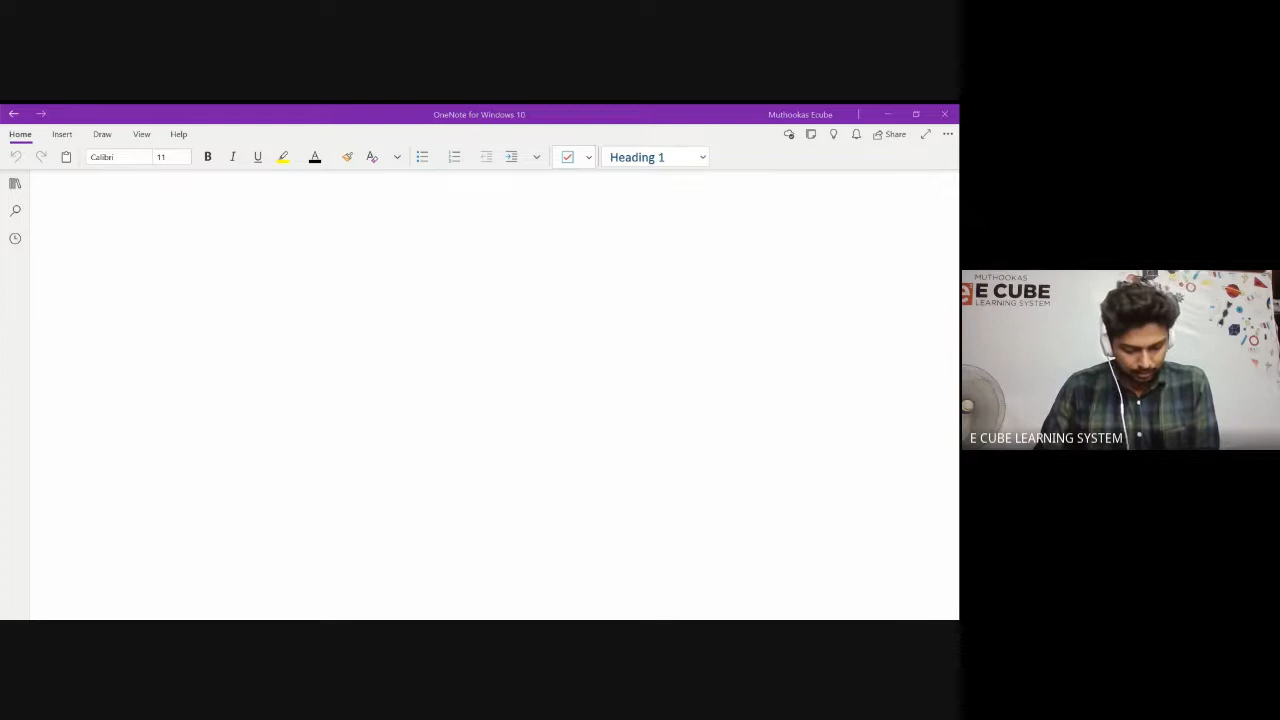 OneNote for Windows 10
Muthookas Ecube
Home Insert Draw View Help
Share
Calibri 11 B I U A Heading 1
MUTHOOKAS
E CUBE
LEARNING SYSTEM
E CUBE LEARNING SYSTEM